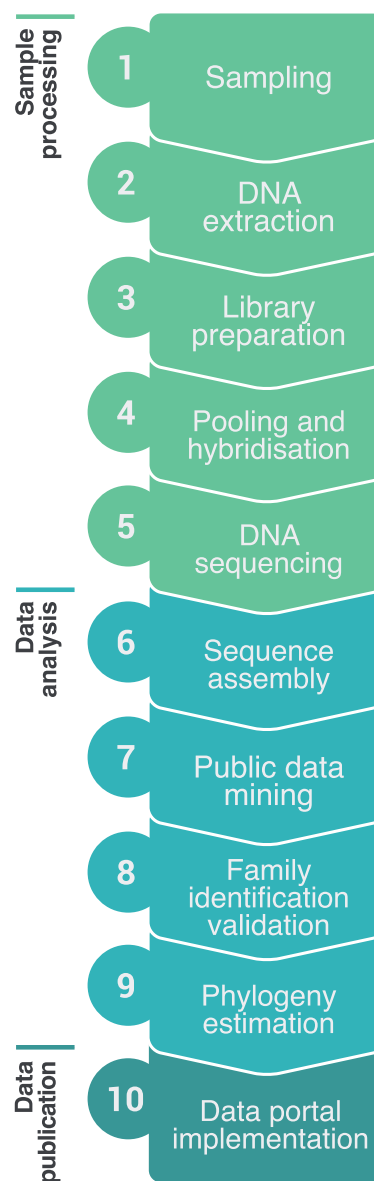 Sample
processing
1
Sampling
2
DNA
extraction
3
Library
preparation
4
Pooling and
hybridisation
5
DNA
sequencing
Data
analysis
6
Sequence
assembly
7
Public data
mining
8
Family
identification
validation
9
Phylogeny
estimation
Data
publication
10
Data portal
implementation